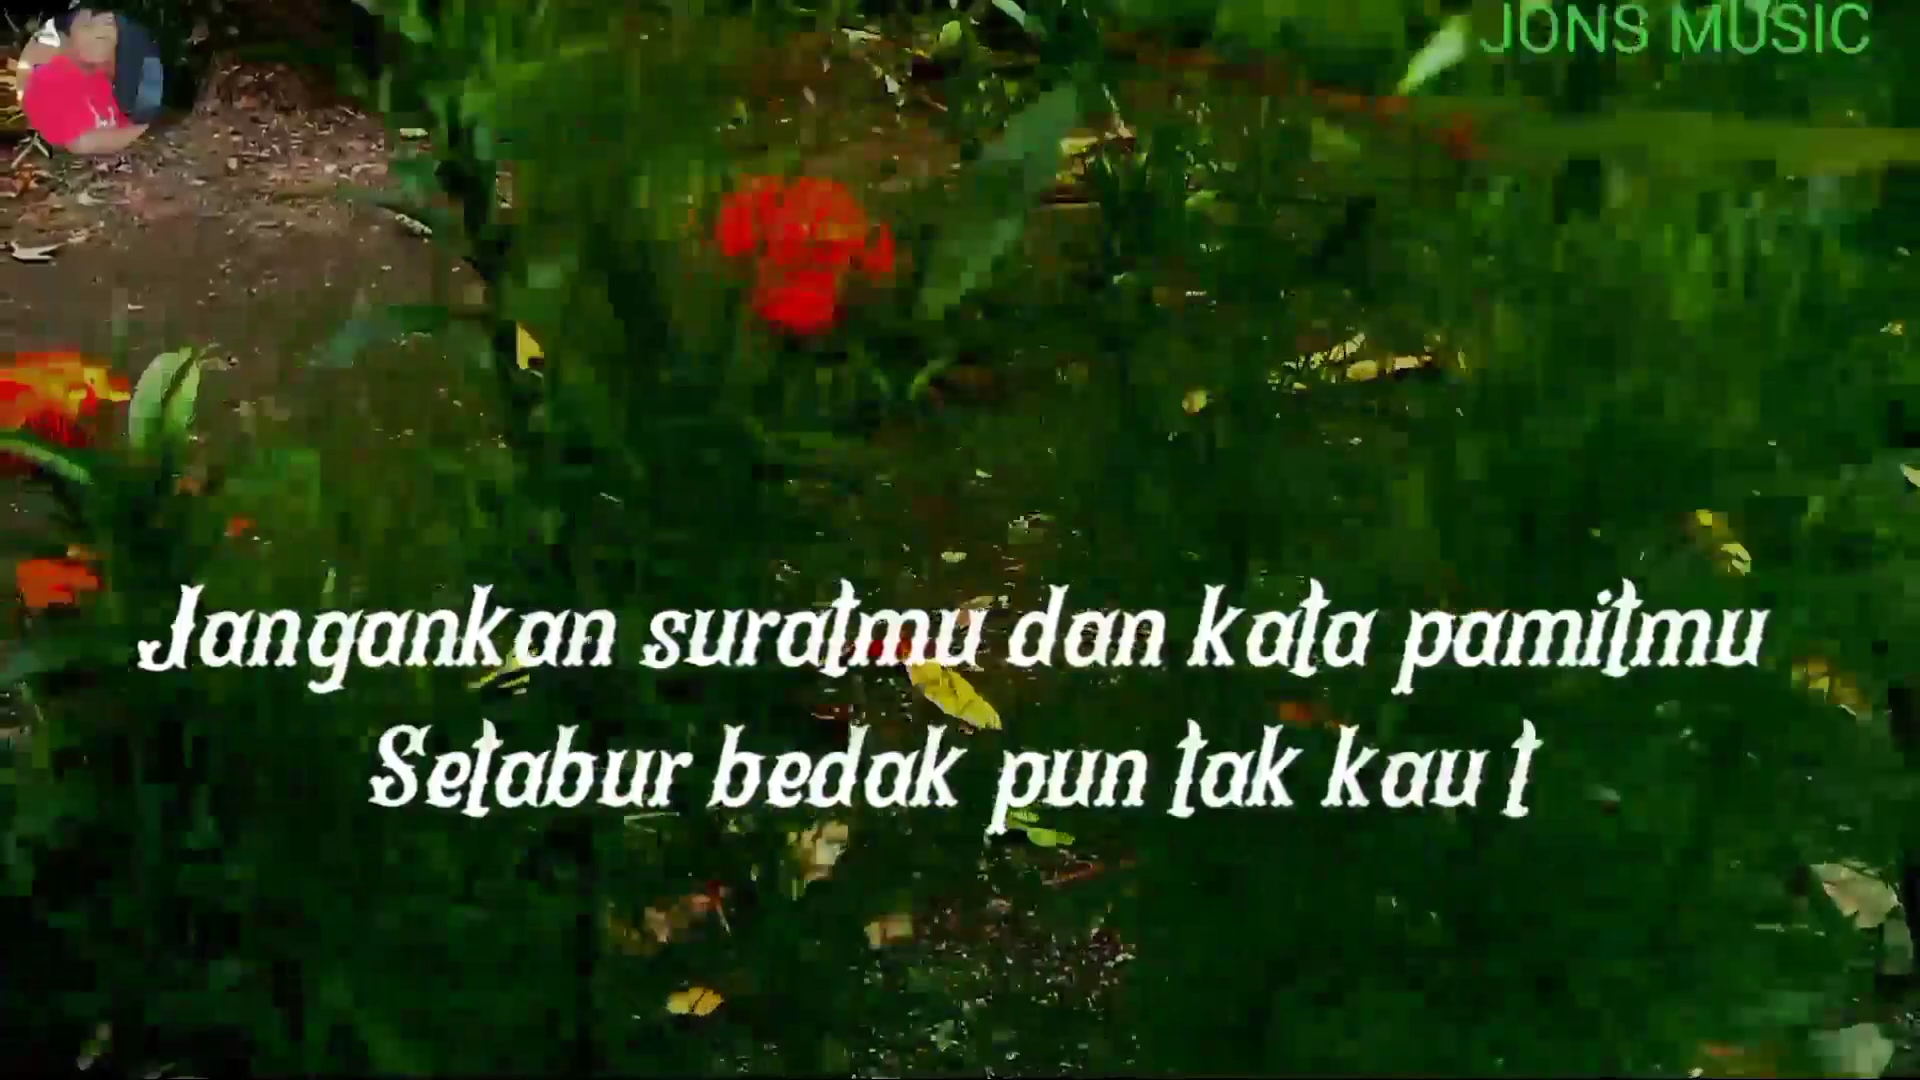 JONS MUSIC
Jangankan suratmu dan kata pamitmu
Setabur bedak pun tak kau t